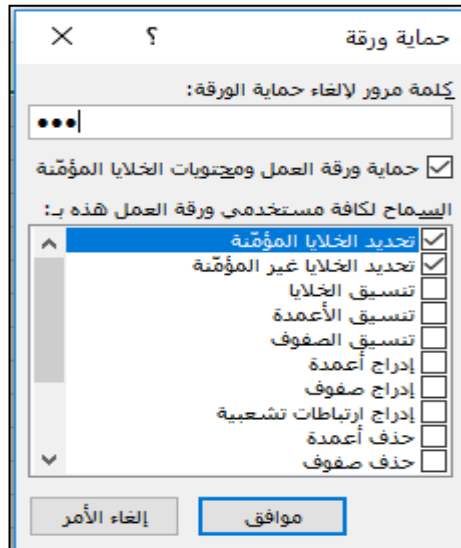 حماية ورقة ؟
كلمة مرور لإلغاء حماية الورقة:
•••
حماية ورقة العمل ومحتويات الخلايا المؤمّنة
السماح لكافة مستخدمي ورقة العمل هذه بـ:
تحديد الخلايا المؤمّنة
تحديد الخلايا غير المؤمّنة
تنسيق الخلايا
تنسيق الأعمدة
تنسيق الصفوف
إدراج أعمدة
إدراج صفوف
إدراج ارتباطات تشعبية
حذف أعمدة
حذف صفوف
موافق إلغاء الأمر